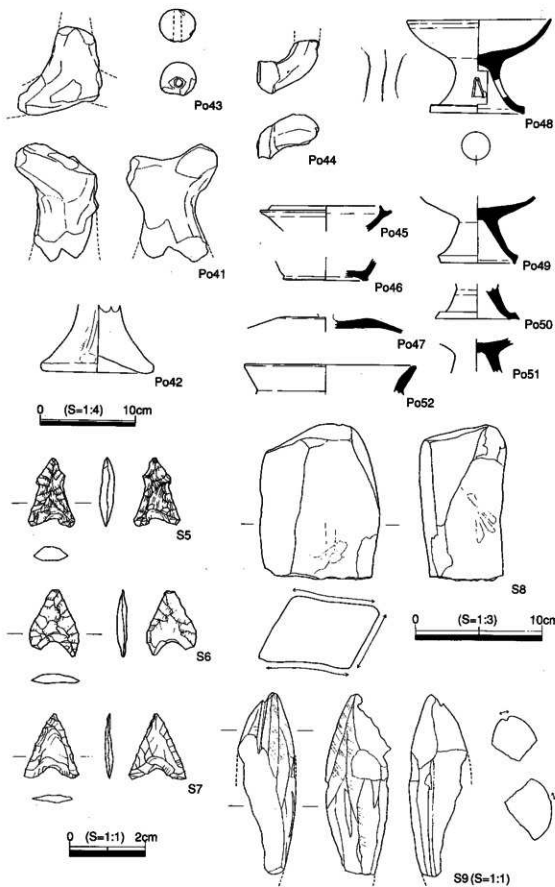 Po43
Po44
Po48
Po41
Po45
Po49
Po46
Po50
Po47
Po51
Po42
Po52
0 (S=1:4) 10cm
S5
S8
0 (S=1:3) 10cm
S6
S7
0 (S=1:1) 2cm
S9 (S=1:1)